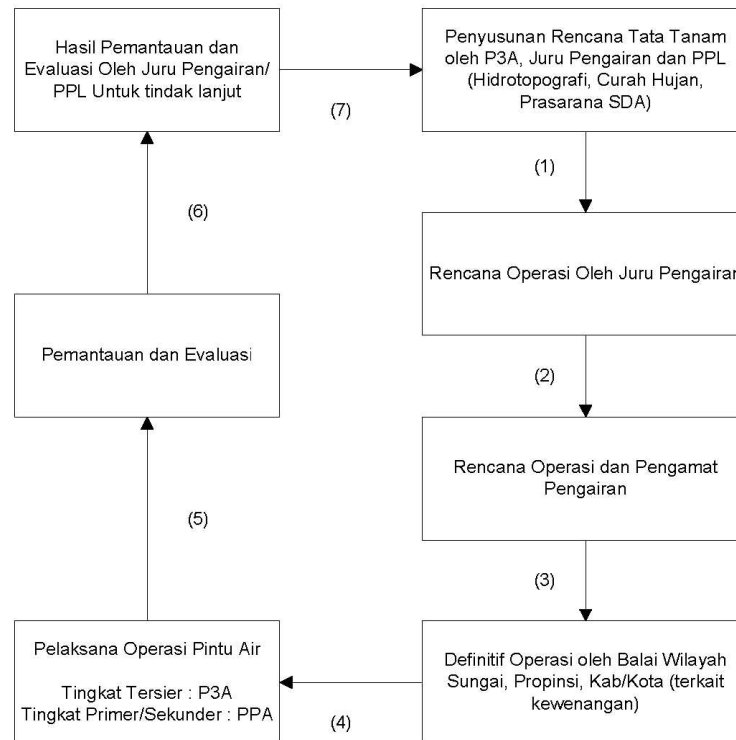 Hasil Pemantauan dan
Evaluasi Oleh Juru Pengairan/
PPL Untuk tindak lanjut
(7)
Penyusunan Rencana Tata Tanam
oleh P3A, Juru Pengairan dan PPL
(Hidrotopografi, Curah Hujan,
Prasarana SDA)
(1)
Rencana Operasi Oleh Juru Pengairan
(2)
Rencana Operasi dan Pengamat
Pengairan
(3)
Definitif Operasi oleh Balai Wilayah
Sungai, Propinsi, Kab/Kota (terkait
kewenangan)
(4)
Pelaksana Operasi Pintu Air
Tingkat Tersier : P3A
Tingkat Primer/Sekunder : PPA
(5)
Pemantauan dan Evaluasi
(6)